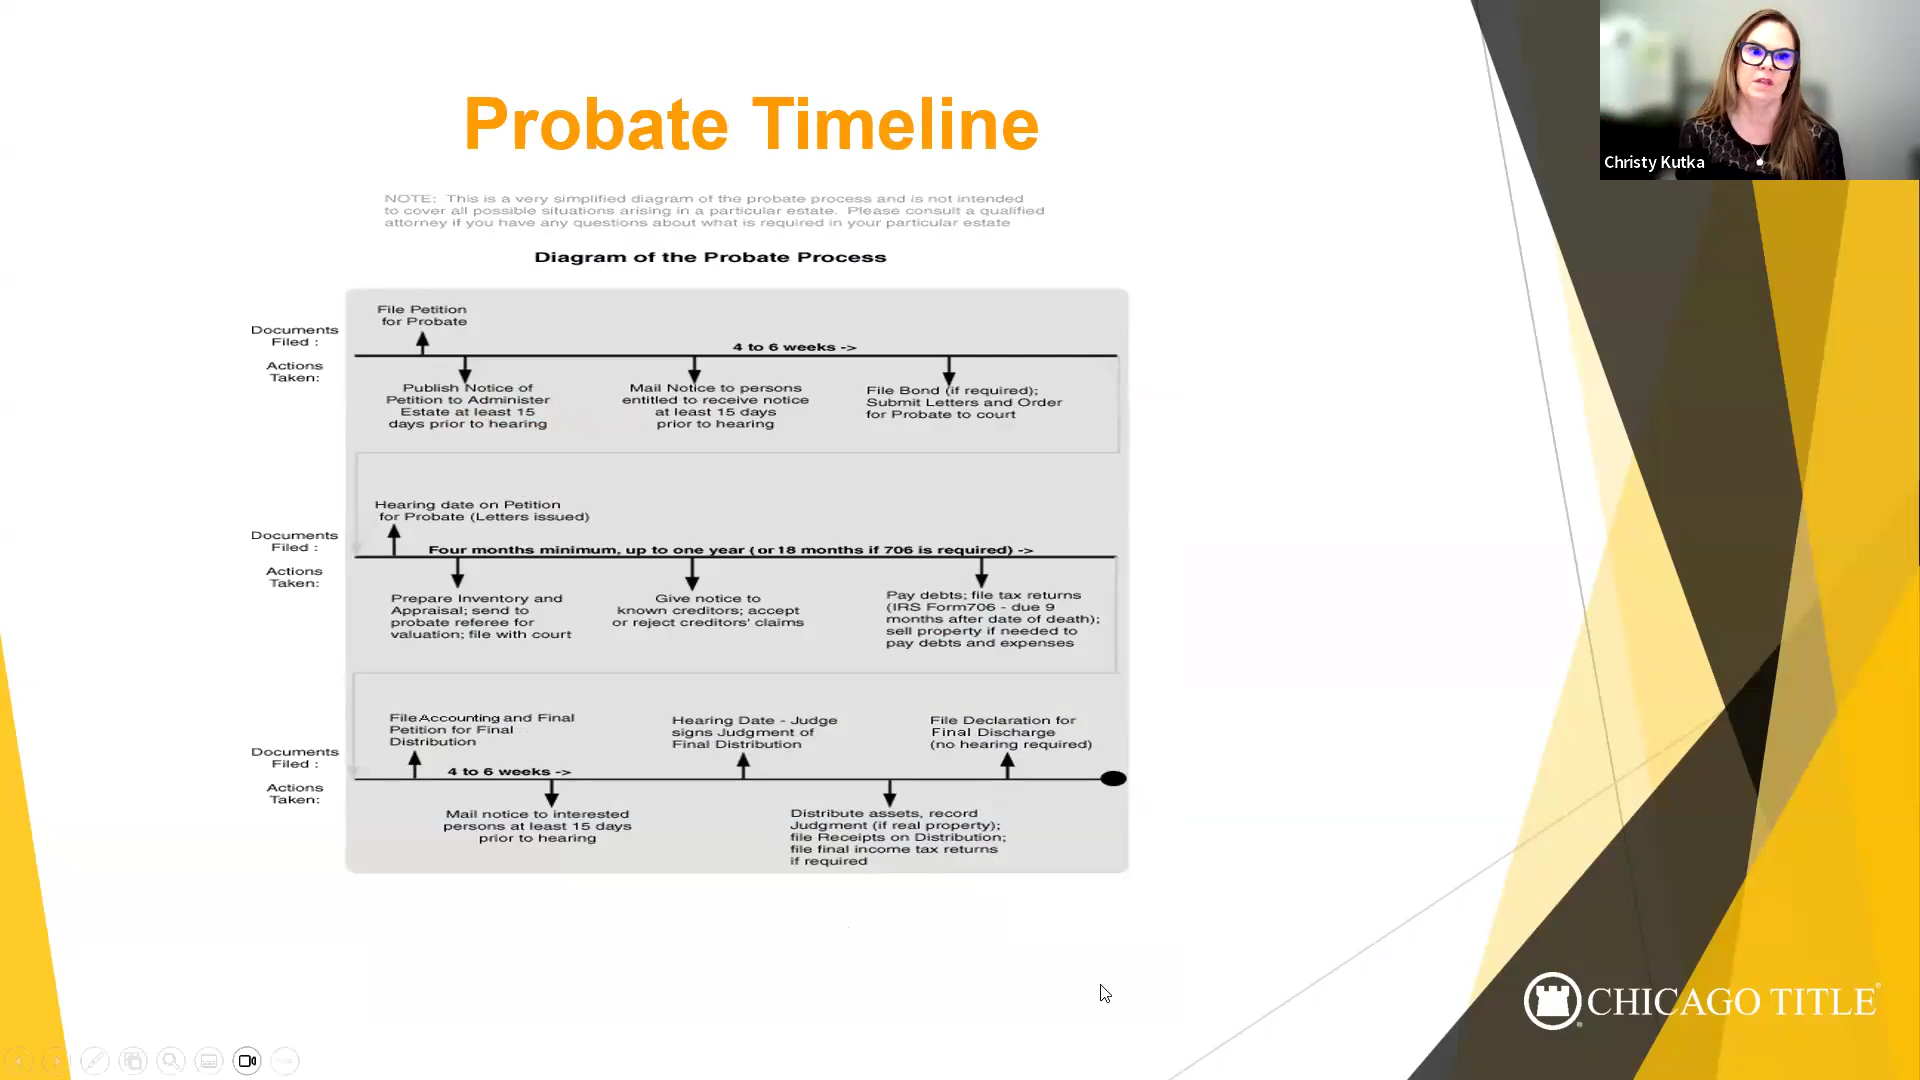 Probate Timeline
Christy Kutka
NOTE: This is a very simplified diagram of the probate process and is not intended
to cover all possible situations arising in a particular estate. Please consult a qualified
attorney if you have any questions about what is required in your particular estate
Diagram of the Probate Process
Documents
Filed :
File Petition
for Probate
4 to 6 weeks ->
Actions
Taken:
Publish Notice of
Petition to Administer
Estate at least 15
days prior to hearing
Mail Notice to persons
entitled to receive notice
at least 15 days
prior to hearing
File Bond (if required);
Submit Letters and Order
for Probate to court
Documents
Filed :
Hearing date on Petition
for Probate (Letters issued)
Four months minimum, up to one year ( or 18 months if 706 is required) ->
Actions
Taken:
Prepare Inventory and
Appraisal; send to
probate referee for
valuation; file with court
Give notice to
known creditors; accept
or reject creditors' claims
Pay debts; file tax returns
(IRS Form706 - due 9
months after date of death);
sell property if needed to
pay debts and expenses
Documents
Filed :
File Accounting and Final
Petition for Final
Distribution
Hearing Date - Judge
signs Judgment of
Final Distribution
File Declaration for
Final Discharge
(no hearing required)
4 to 6 weeks ->
Actions
Taken:
Mail notice to interested
persons at least 15 days
prior to hearing
Distribute assets, record
Judgment (if real property);
file Receipts on Distribution;
file final income tax returns
if required
CHICAGO TITLE®